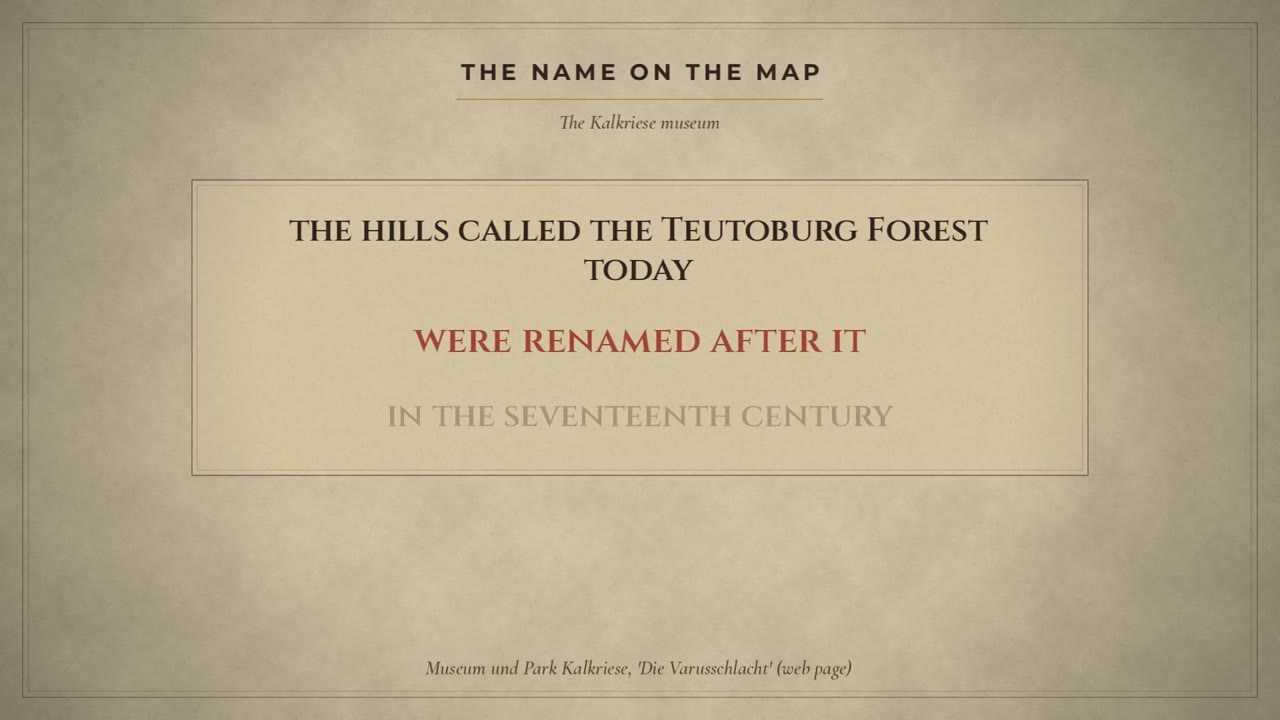 THE NAME ON THE MAP
The Kalkriese museum
THE HILLS CALLED THE TEUTOBURG FOREST
TODAY
WERE RENAMED AFTER IT
IN THE SEVENTEENTH CENTURY
Museum und Park Kalkriese, 'Die Varusschlacht' (web page)